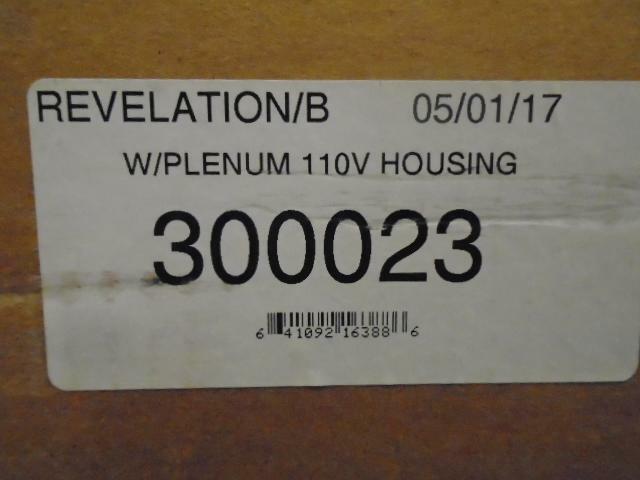 REVELATION/B 05/01/17
W/PLENUM 110V HOUSING
300023
6 41092 16388 6